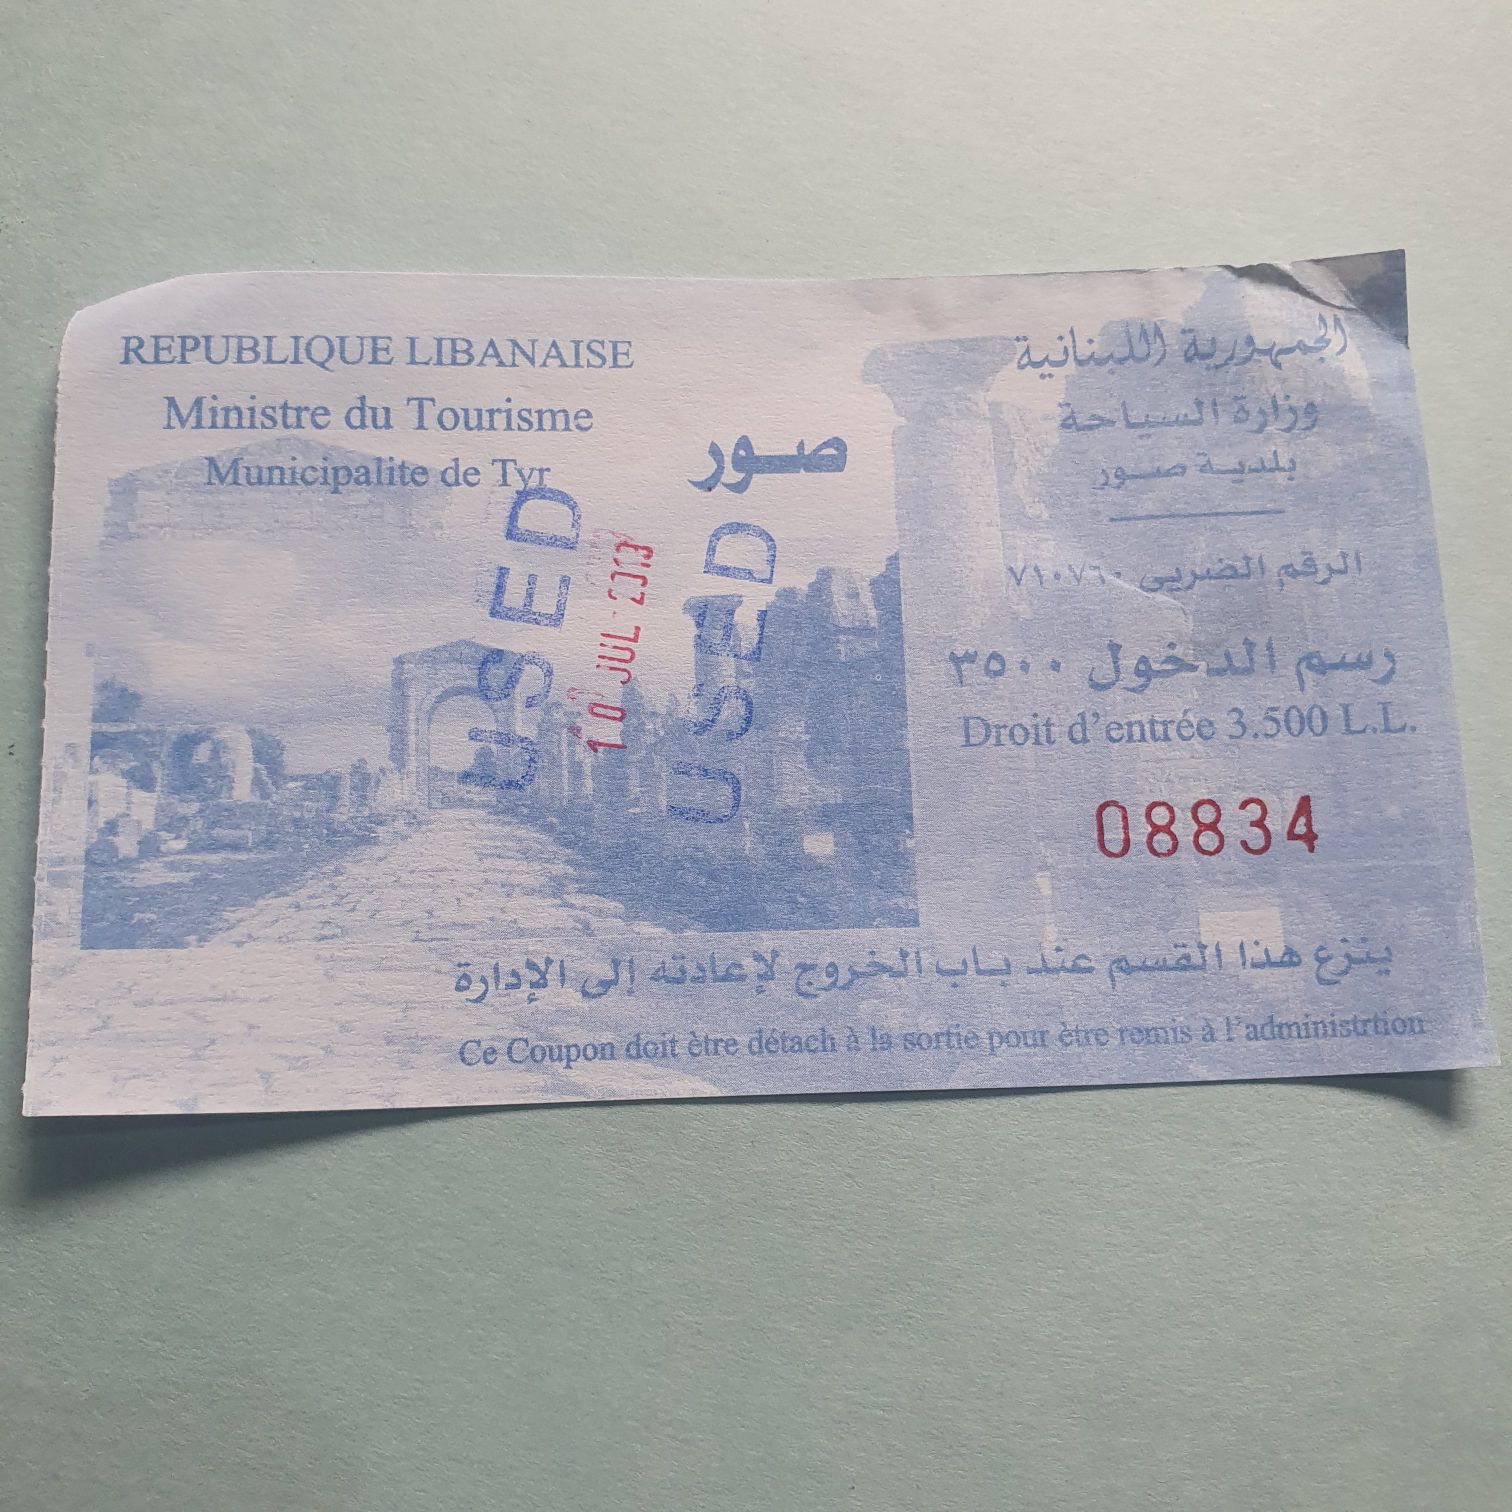 REPUBLIQUE LIBANAISE
Ministre du Tourisme
Municipalite de Tyr
صور
الجمهورية اللبنانية
وزارة السياحة
بلدية صور
الرقم الضريبي ٧١٠٧٦٠
رسم الدخول ٣٥٠٠
Droit d'entrée 3.500 L.L.
08834
USED
10 JUL 2013
USED
ينزع هذا القسم عند باب الخروج لإعادته إلى الإدارة
Ce Coupon doit ètre détach à la sortie pour ètre remis à l'administrtion